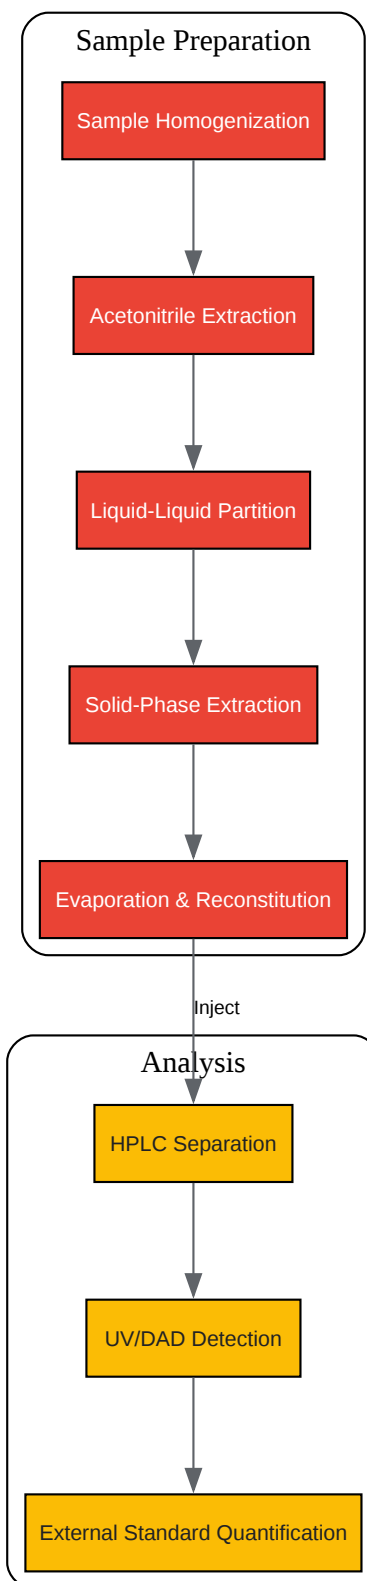 Sample Preparation
Sample Homogenization
Acetonitrile Extraction
Liquid-Liquid Partition
Solid-Phase Extraction
Evaporation & Reconstitution
Inject
Analysis
HPLC Separation
UV/DAD Detection
External Standard Quantification